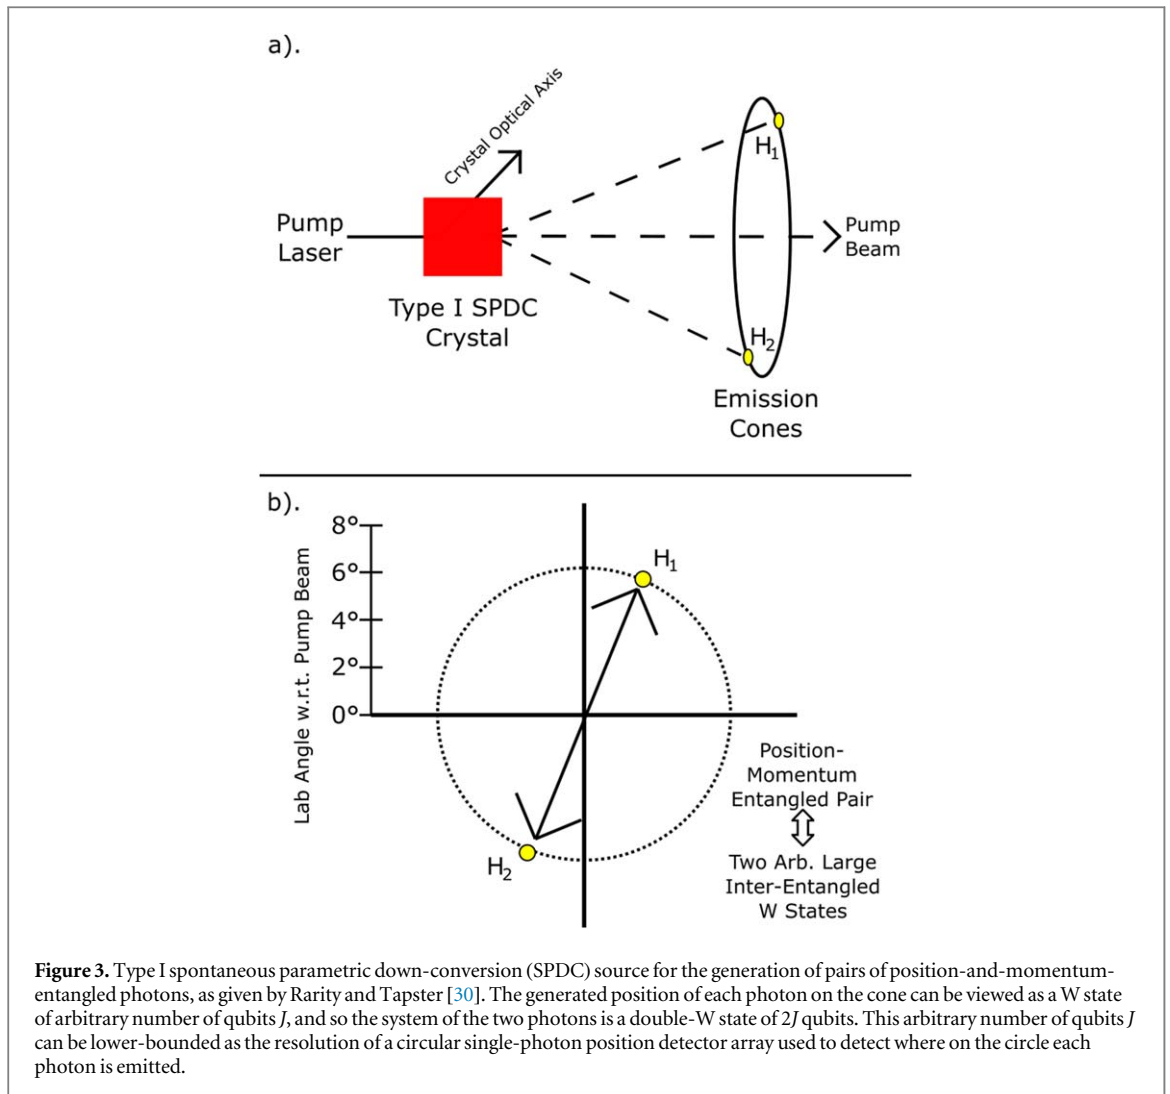 a).
Crystal Optical Axis
H1
Pump
Laser
Pump
Beam
Type I SPDC
Crystal
H2
Emission
Cones
b).
Lab Angle w.r.t. Pump Beam
8°
6°
4°
2°
0°
H1
H2
Position-
Momentum
Entangled Pair
Two Arb. Large
Inter-Entangled
W States
Figure 3. Type I spontaneous parametric down-conversion (SPDC) source for the generation of pairs of position-and-momentum-
entangled photons, as given by Rarity and Tapster [30]. The generated position of each photon on the cone can be viewed as a W state
of arbitrary number of qubits J, and so the system of the two photons is a double-W state of 2J qubits. This arbitrary number of qubits J
can be lower-bounded as the resolution of a circular single-photon position detector array used to detect where on the circle each
photon is emitted.